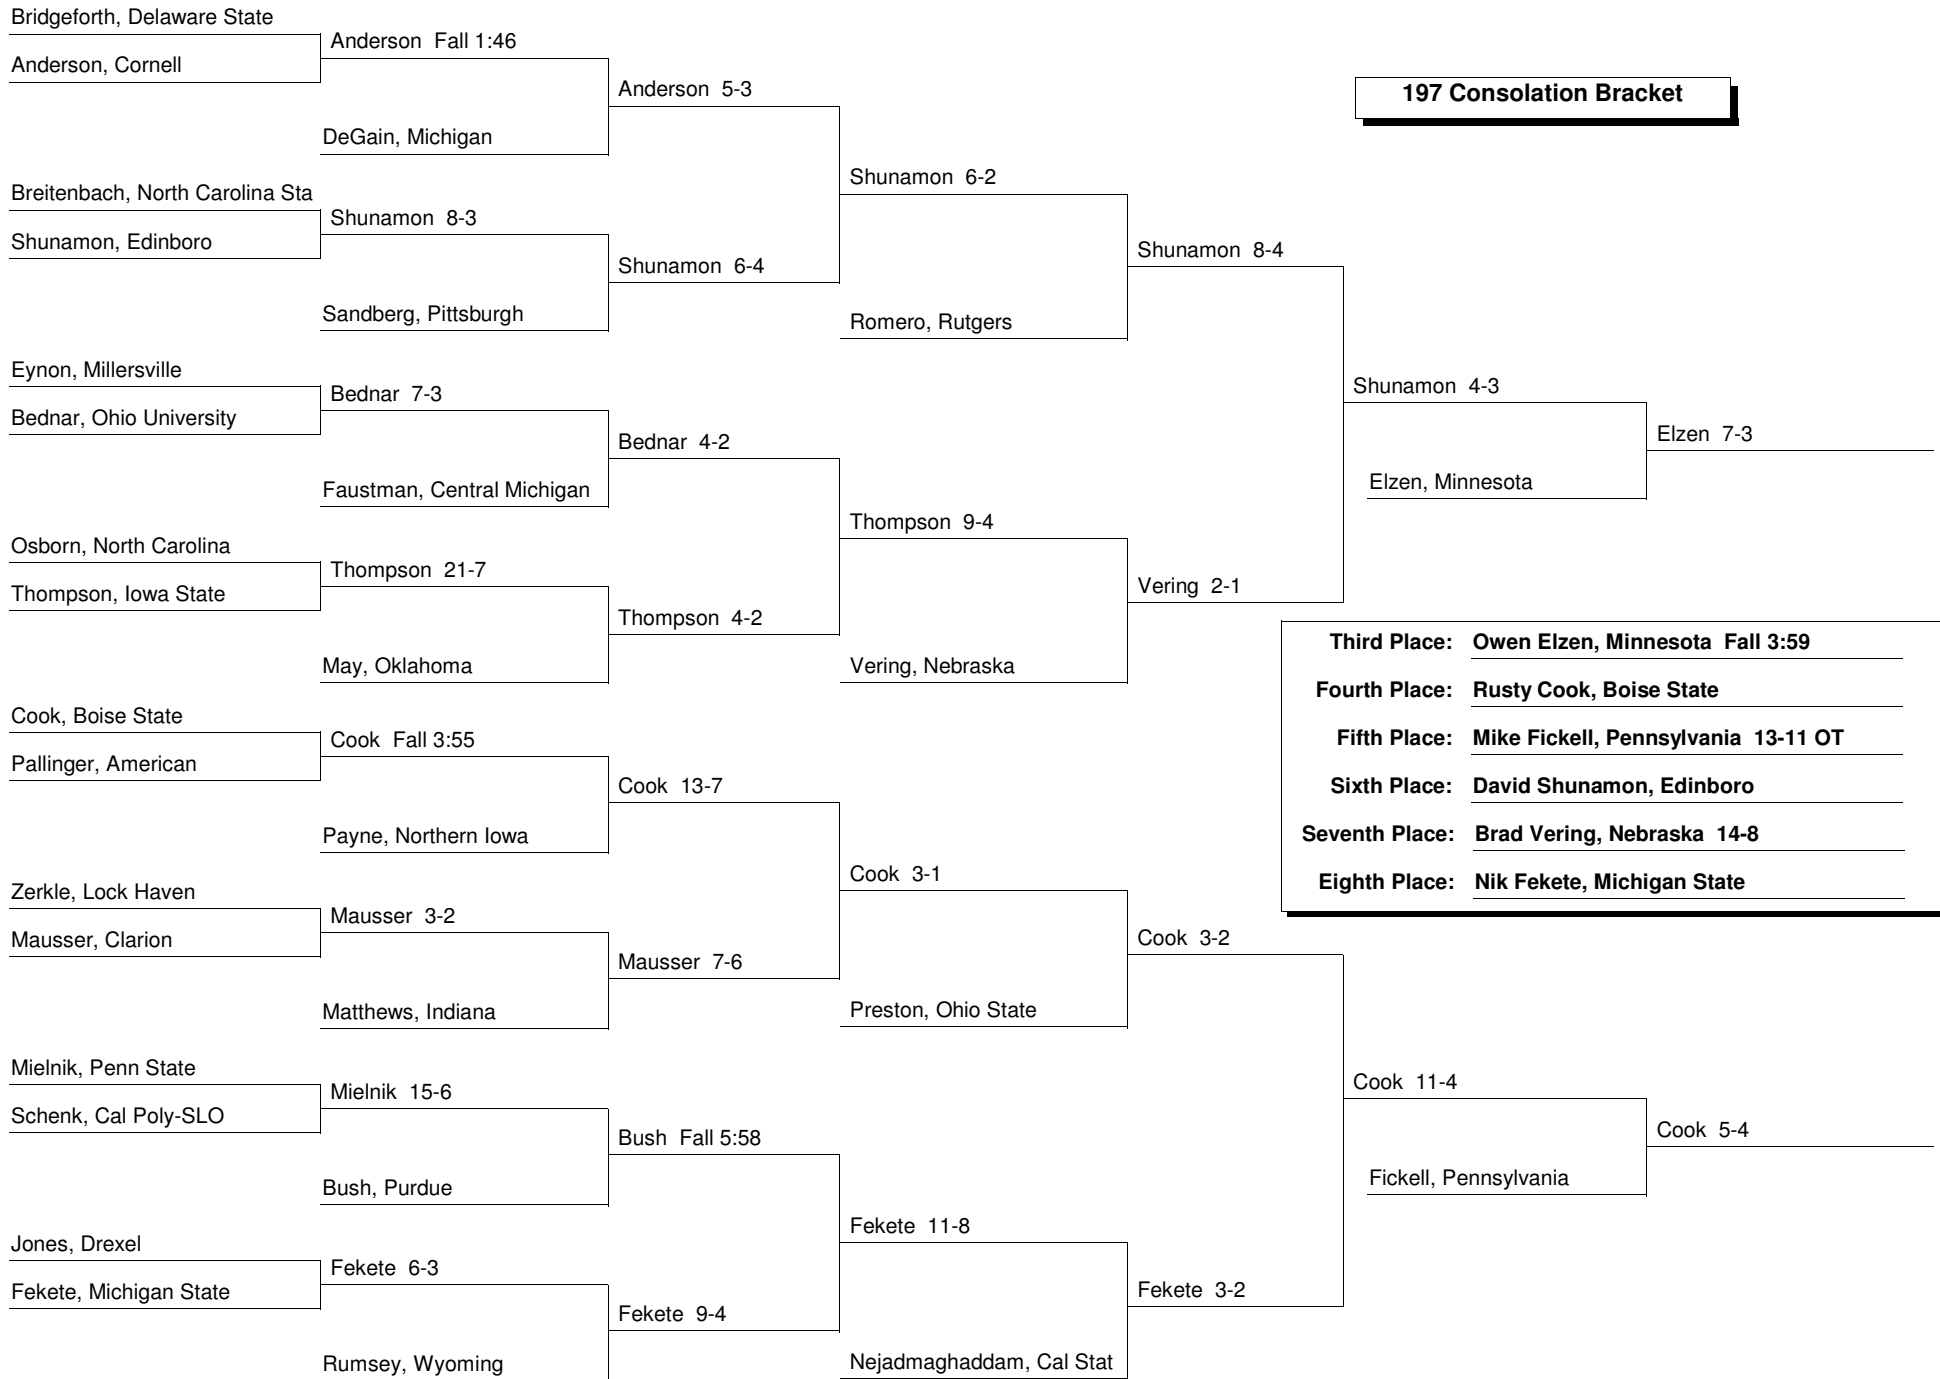 Bridgeforth, Delaware State
Anderson Fall 1:46
Anderson, Cornell
Anderson 5-3
197 Consolation Bracket
DeGain, Michigan
Shunamon 6-2
Breitenbach, North Carolina Sta
Shunamon 8-3
Shunamon, Edinboro
Shunamon 8-4
Shunamon 6-4
Sandberg, Pittsburgh
Romero, Rutgers
Eynon, Millersville
Shunamon 4-3
Bednar 7-3
Bednar, Ohio University
Elzen 7-3
Bednar 4-2
Elzen, Minnesota
Faustman, Central Michigan
Thompson 9-4
Osborn, North Carolina
Thompson 21-7
Vering 2-1
Thompson, Iowa State
Thompson 4-2
Third Place: Owen Elzen, Minnesota Fall 3:59
May, Oklahoma
Vering, Nebraska
Fourth Place: Rusty Cook, Boise State
Cook, Boise State
Cook Fall 3:55
Fifth Place: Mike Fickell, Pennsylvania 13-11 OT
Pallinger, American
Cook 13-7
Sixth Place: David Shunamon, Edinboro
Payne, Northern Iowa
Seventh Place: Brad Vering, Nebraska 14-8
Cook 3-1
Eighth Place: Nik Fekete, Michigan State
Zerkle, Lock Haven
Mausser 3-2
Mausser, Clarion
Cook 3-2
Mausser 7-6
Matthews, Indiana
Preston, Ohio State
Mielnik, Penn State
Cook 11-4
Mielnik 15-6
Schenk, Cal Poly-SLO
Cook 5-4
Bush Fall 5:58
Fickell, Pennsylvania
Bush, Purdue
Fekete 11-8
Jones, Drexel
Fekete 6-3
Fekete, Michigan State
Fekete 3-2
Fekete 9-4
Rumsey, Wyoming
Nejadmaghaddam, Cal Stat